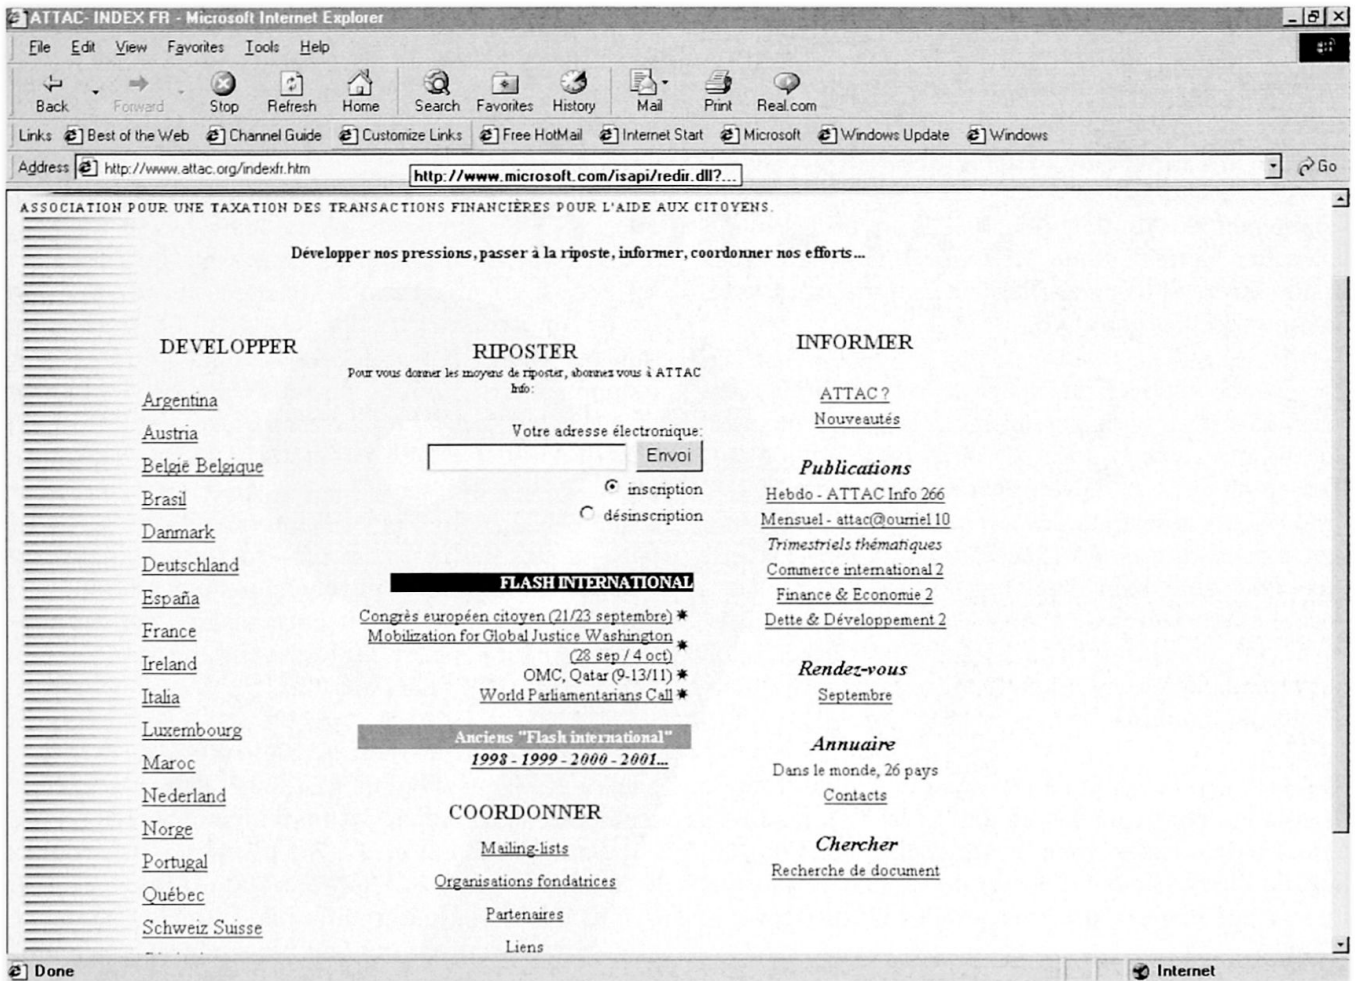 ATTAC- INDEX FR - Microsoft Internet Explorer
File Edit View Favorites Tools Help
Back Forward Stop Refresh Home Search Favorites History Mail Print Real.com
Links Best of the Web Channel Guide Customize Links Free HotMail Internet Start Microsoft Windows Update Windows
Address http://www.attac.org/indexfr.htm Go
http://www.microsoft.com/isapi/redir.dll?...
ASSOCIATION POUR UNE TAXATION DES TRANSACTIONS FINANCIÈRES POUR L'AIDE AUX CITOYENS.
Développer nos pressions, passer à la riposte, informer, coordonner nos efforts...
DEVELOPPER
Argentina
Austria
België Belgique
Brasil
Danmark
Deutschland
España
France
Ireland
Italia
Luxembourg
Maroc
Nederland
Norge
Portugal
Québec
Schweiz Suisse
RIPOSTER
Pour vous donner les moyens de riposter, abonnez vous à ATTAC
Info:
Votre adresse électronique:
Envoi
inscription
désinscription
FLASH INTERNATIONAL
Congrès européen citoyen (21/23 septembre)
Mobilization for Global Justice Washington
(28 sep / 4 oct)
OMC, Qatar (9-13/11)
World Parliamentarians Call
Anciens "Flash international"
1998 - 1999 - 2000 - 2001...
COORDONNER
Mailing-lists
Organisations fondatrices
Partenaires
Liens
INFORMER
ATTAC ?
Nouveautés
Publications
Hebdo - ATTAC Info 266
Mensuel - attac@ourriel 10
Trimestriels thématiques
Commerce international 2
Finance & Economie 2
Dette & Développement 2
Rendez-vous
Septembre
Annuaire
Dans le monde, 26 pays
Contacts
Chercher
Recherche de document
Done Internet